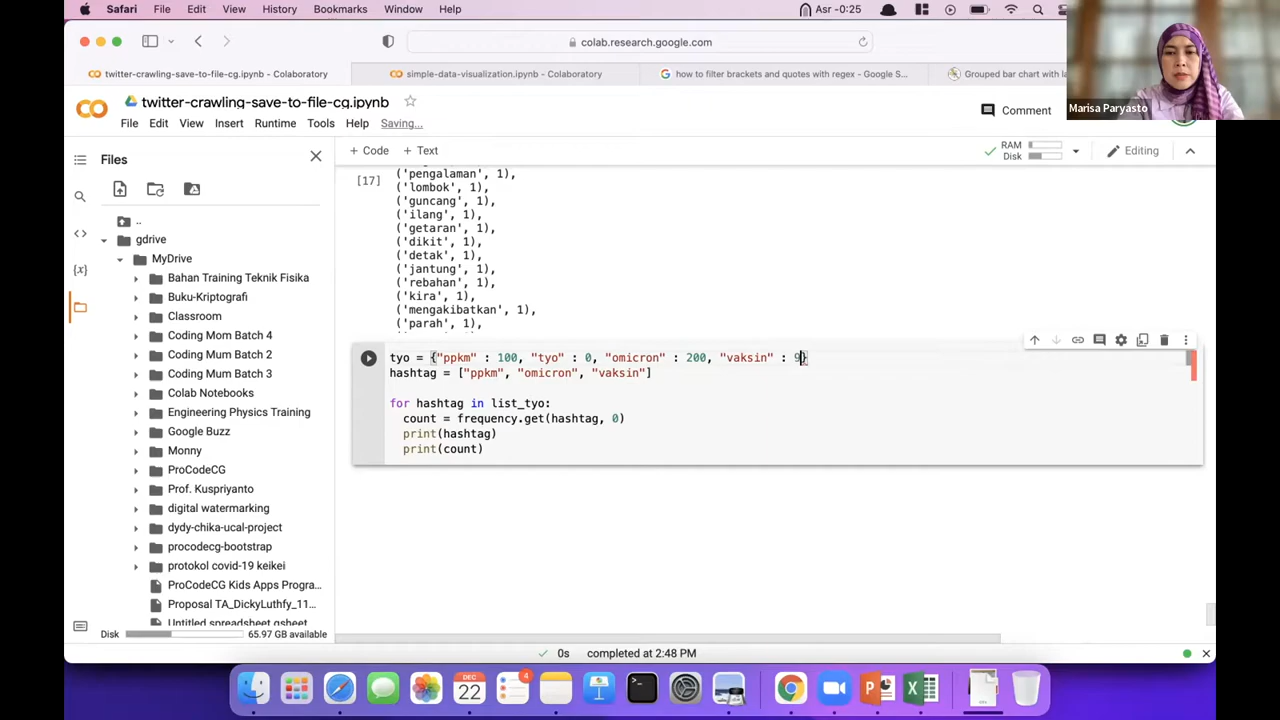 Safari File Edit View History Bookmarks Window Help
Asr -0:25
colab.research.google.com
twitter-crawling-save-to-file-cg.ipynb - Colaboratory
simple-data-visualization.ipynb - Colaboratory
how to filter brackets and quotes with regex - Google S...
Grouped bar chart with la
Marisa Paryasto
twitter-crawling-save-to-file-cg.ipynb
Comment
File Edit View Insert Runtime Tools Help Saving...
Files
+ Code + Text
RAM
Disk
Editing
..
gdrive
MyDrive
Bahan Training Teknik Fisika
Buku-Kriptografi
Classroom
Coding Mom Batch 4
Coding Mum Batch 2
Coding Mum Batch 3
Colab Notebooks
Engineering Physics Training
Google Buzz
Monny
ProCodeCG
Prof. Kuspriyanto
digital watermarking
dydy-chika-ucal-project
procodecg-bootstrap
protokol covid-19 keikei
ProCodeCG Kids Apps Progra...
Proposal TA_DickyLuthfy_11...
Untitled spreadsheet.gsheet
Disk
65.97 GB available
[17]
('pengalaman', 1),
('lombok', 1),
('guncang', 1),
('ilang', 1),
('getaran', 1),
('dikit', 1),
('detak', 1),
('jantung', 1),
('rebahan', 1),
('kira', 1),
('mengakibatkan', 1),
('parah', 1),
tyo = {"ppkm" : 100, "tyo" : 0, "omicron" : 200, "vaksin" : 9}
hashtag = ["ppkm", "omicron", "vaksin"]
for hashtag in list_tyo:
count = frequency.get(hashtag, 0)
print(hashtag)
print(count)
0s completed at 2:48 PM
DEC
22
4